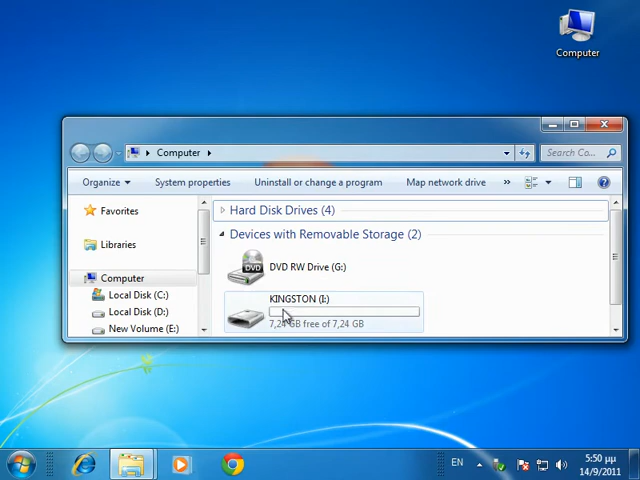 Computer
Computer
Search Co...
Organize
System properties
Uninstall or change a program
Map network drive
»
Favorites
Libraries
Computer
Local Disk (C:)
Local Disk (D:)
New Volume (E:)
Hard Disk Drives (4)
Devices with Removable Storage (2)
DVD
DVD RW Drive (G:)
KINGSTON (I:)
7,24 GB free of 7,24 GB
EN
5:50 μμ
14/9/2011